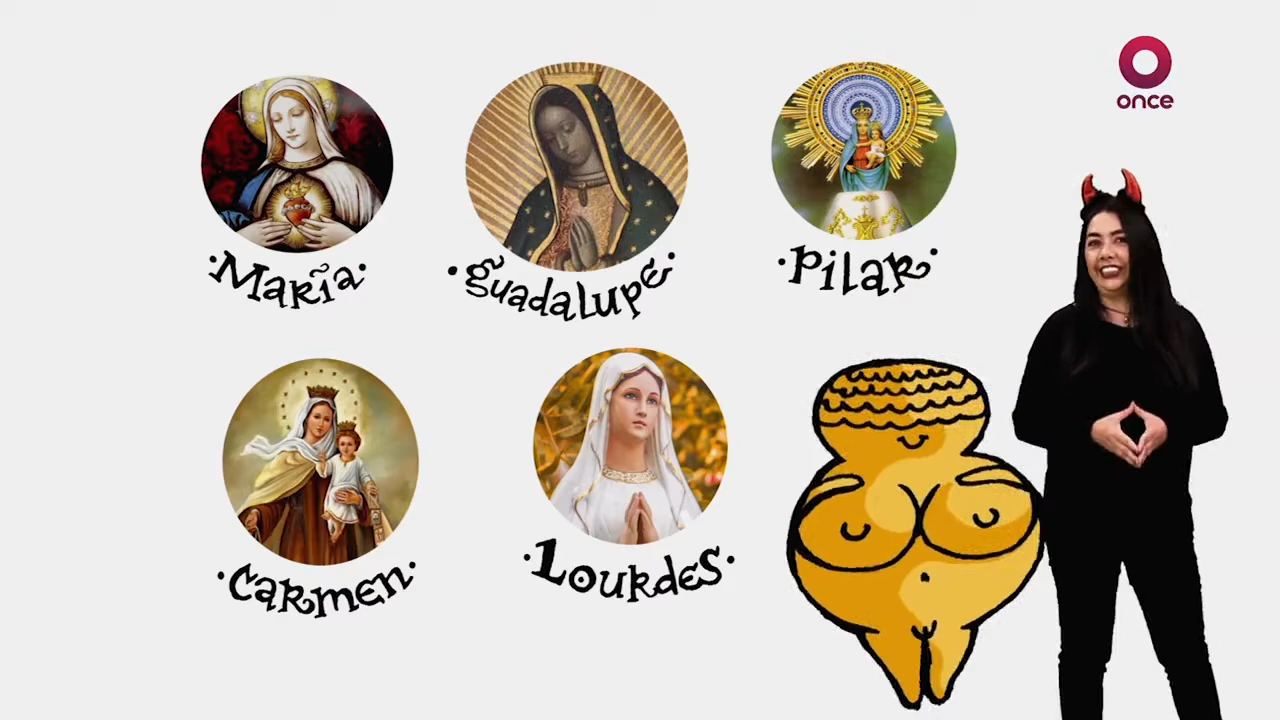 once
·María·
·guadalupe·
·Pilar·
·Carmen·
·Lourdes·